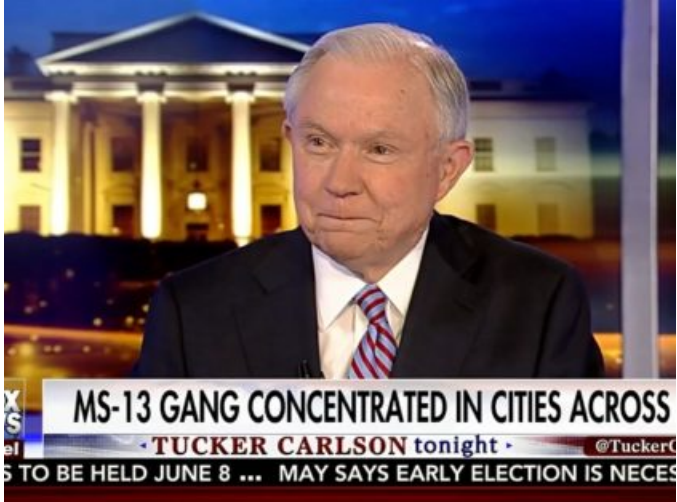 MS-13 GANG CONCENTRATED IN CITIES ACROSS
TUCKER CARLSON tonight
@TuckerC
S TO BE HELD JUNE 8 ... MAY SAYS EARLY ELECTION IS NECES